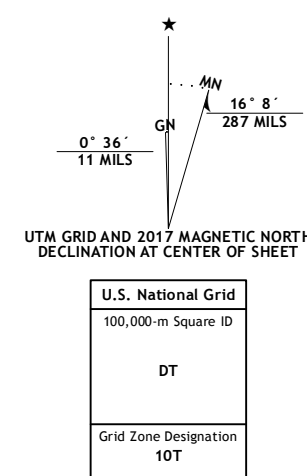 ★
MN
GN
16° 8´
287 MILS
0° 36´
11 MILS
UTM GRID AND 2017 MAGNETIC NORTH
DECLINATION AT CENTER OF SHEET
U.S. National Grid
100,000-m Square ID
DT
Grid Zone Designation
10T